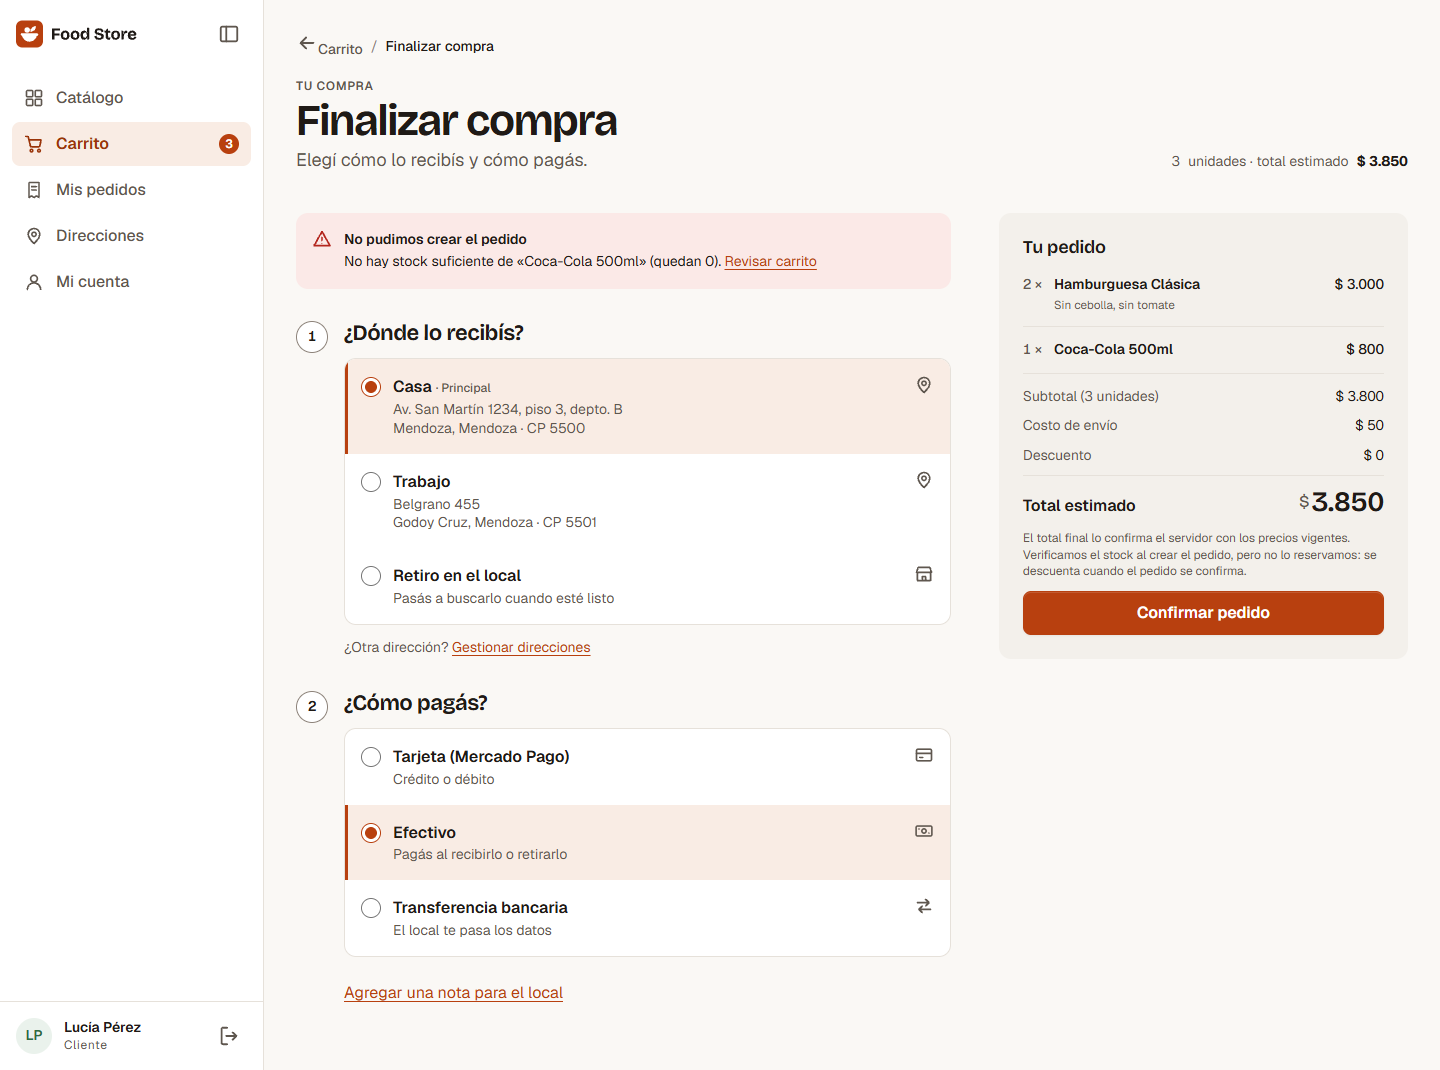 Food Store
Catálogo
Carrito
3
Mis pedidos
Direcciones
Mi cuenta
LP
Lucía Pérez
Cliente
Carrito / Finalizar compra
TU COMPRA
Finalizar compra
Elegí cómo lo recibís y cómo pagás.
3 unidades · total estimado $ 3.850
No pudimos crear el pedido
No hay stock suficiente de «Coca-Cola 500ml» (quedan 0). Revisar carrito
1
¿Dónde lo recibís?
Casa · Principal
Av. San Martín 1234, piso 3, depto. B
Mendoza, Mendoza · CP 5500
Trabajo
Belgrano 455
Godoy Cruz, Mendoza · CP 5501
Retiro en el local
Pasás a buscarlo cuando esté listo
¿Otra dirección? Gestionar direcciones
2
¿Cómo pagás?
Tarjeta (Mercado Pago)
Crédito o débito
Efectivo
Pagás al recibirlo o retirarlo
Transferencia bancaria
El local te pasa los datos
Agregar una nota para el local
Tu pedido
2 × Hamburguesa Clásica $ 3.000
Sin cebolla, sin tomate
1 × Coca-Cola 500ml $ 800
Subtotal (3 unidades) $ 3.800
Costo de envío $ 50
Descuento $ 0
Total estimado $ 3.850
El total final lo confirma el servidor con los precios vigentes.
Verificamos el stock al crear el pedido, pero no lo reservamos: se
descuenta cuando el pedido se confirma.
Confirmar pedido